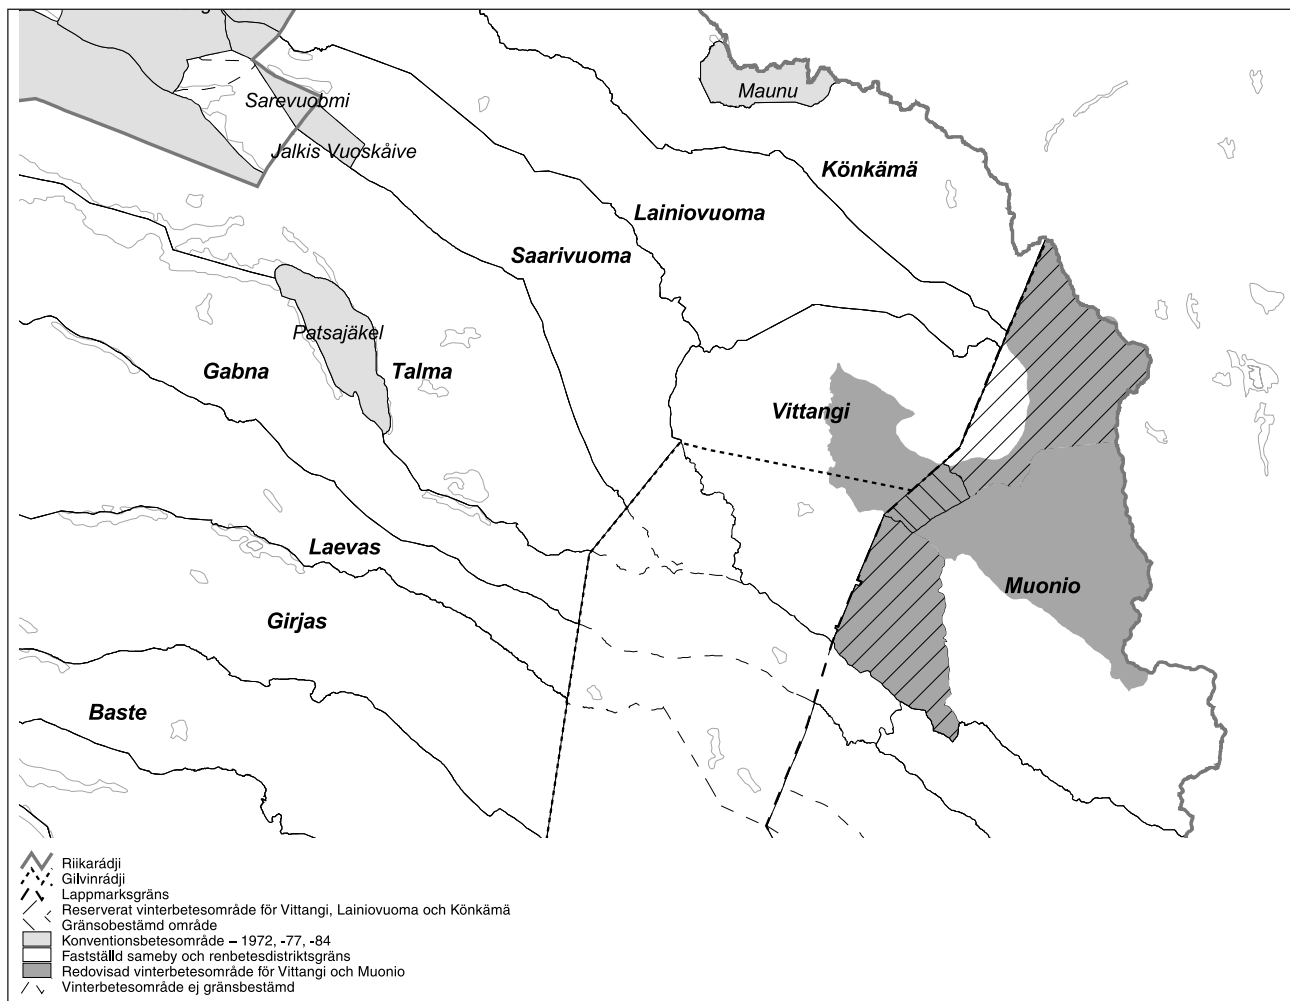 Maunu
Sarevuobmi
Jalkis Vuoskåive
Könkämä
Lainiovuoma
Saarivuoma
Patsajäkel
Gabna
Talma
Vittangi
Laevas
Muonio
Girjas
Baste
Riikarádji
Gilvinrádji
Lappmarksgräns
Reserverat vinterbetesområde för Vittangi, Lainiovuoma och Könkämä
Gränsobestämd område
Konventionsbetesområde – 1972, -77, -84
Fastställd sameby och renbetesdistriktsgräns
Redovisad vinterbetesområde för Vittangi och Muonio
Vinterbetesområde ej gränsbestämd